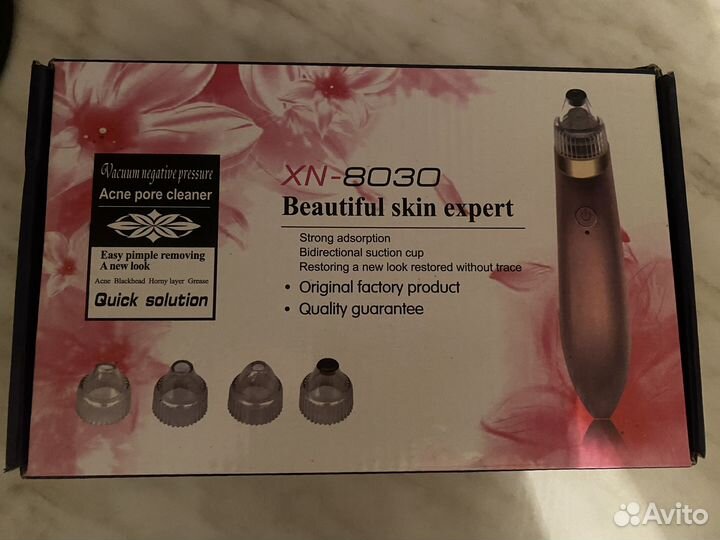 Vacuum negative pressure
Acne pore cleaner
Easy pimple removing
A new look
Acne Blackhead Horny layer Grease
Quick solution
XN-8030
Beautiful skin expert
Strong adsorption
Bidirectional suction cup
Restoring a new look restored without trace
• Original factory product
• Quality guarantee
Avito